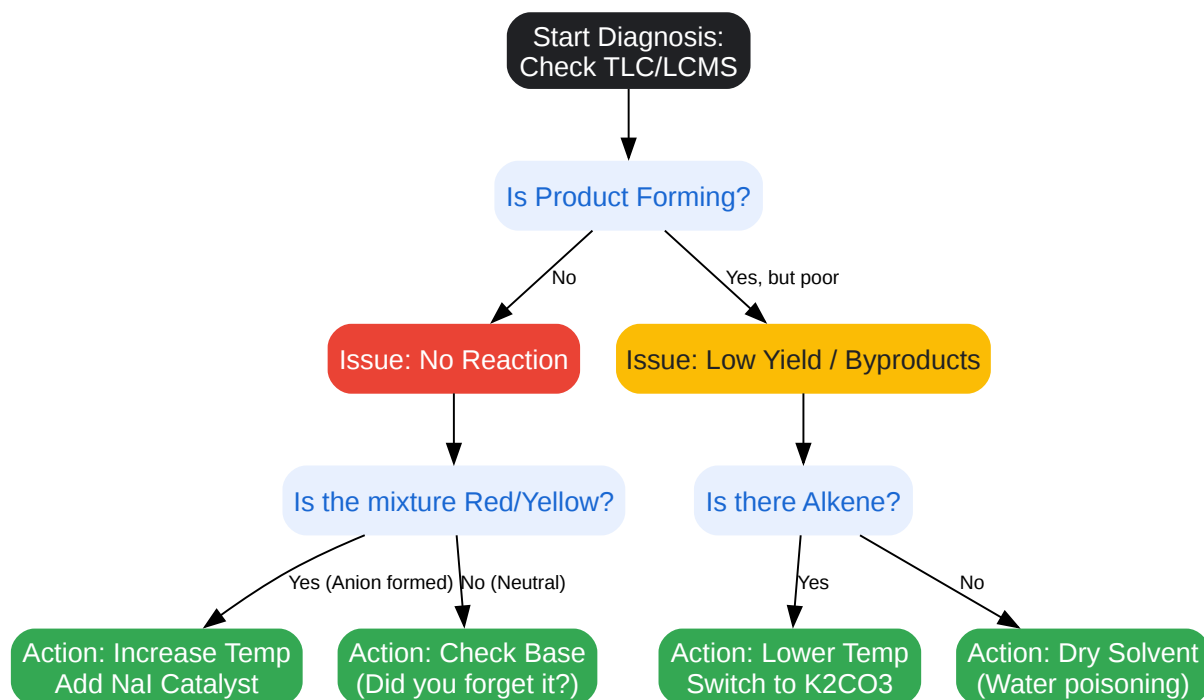 Start Diagnosis:
Check TLC/LCMS
Is Product Forming?
No
Yes, but poor
Issue: No Reaction
Issue: Low Yield / Byproducts
Is the mixture Red/Yellow?
Is there Alkene?
Yes (Anion formed)
No (Neutral)
Yes
No
Action: Increase Temp
Add NaI Catalyst
Action: Check Base
(Did you forget it?)
Action: Lower Temp
Switch to K2CO3
Action: Dry Solvent
(Water poisoning)